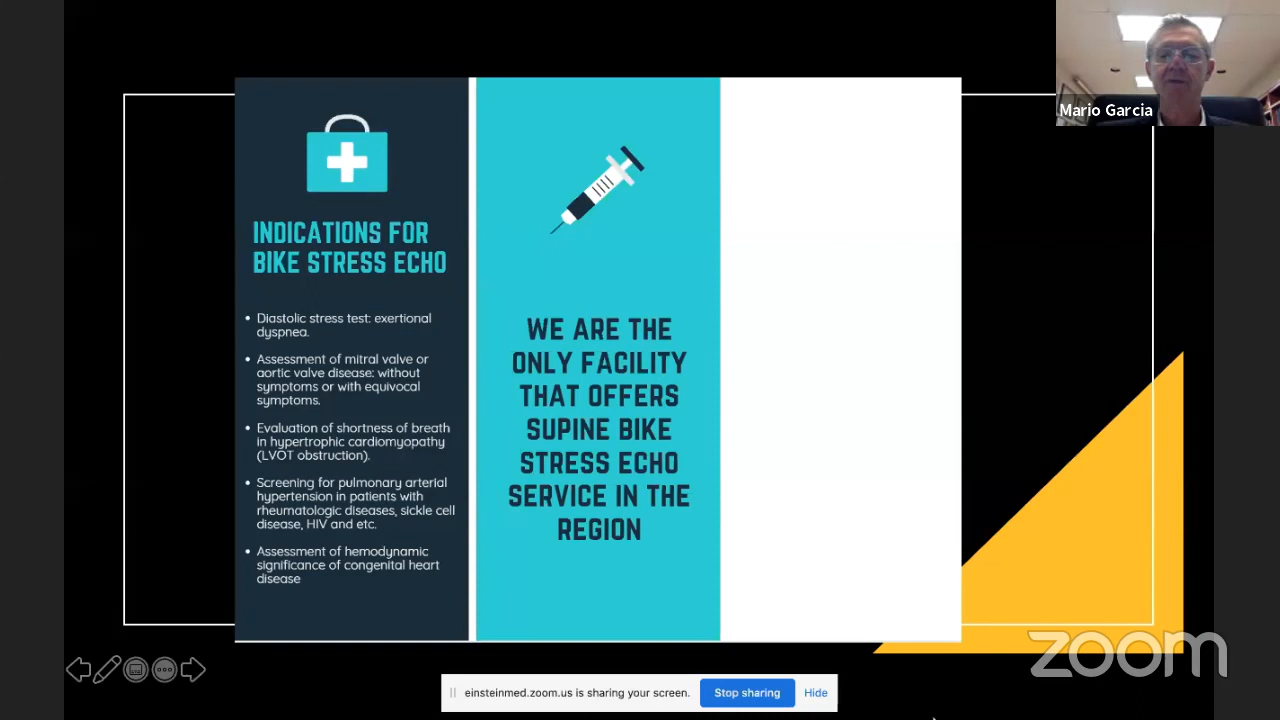 Mario Garcia
INDICATIONS FOR
BIKE STRESS ECHO
• Diastolic stress test: exertional
dyspnea.
• Assessment of mitral valve or
aortic valve disease: without
symptoms or with equivocal
symptoms.
• Evaluation of shortness of breath
in hypertrophic cardiomyopathy
(LVOT obstruction).
• Screening for pulmonary arterial
hypertension in patients with
rheumatologic diseases, sickle cell
disease, HIV and etc.
• Assessment of hemodynamic
significance of congenital heart
disease
WE ARE THE
ONLY FACILITY
THAT OFFERS
SUPINE BIKE
STRESS ECHO
SERVICE IN THE
REGION
zoom
einsteinmed.zoom.us is sharing your screen.
Stop sharing
Hide